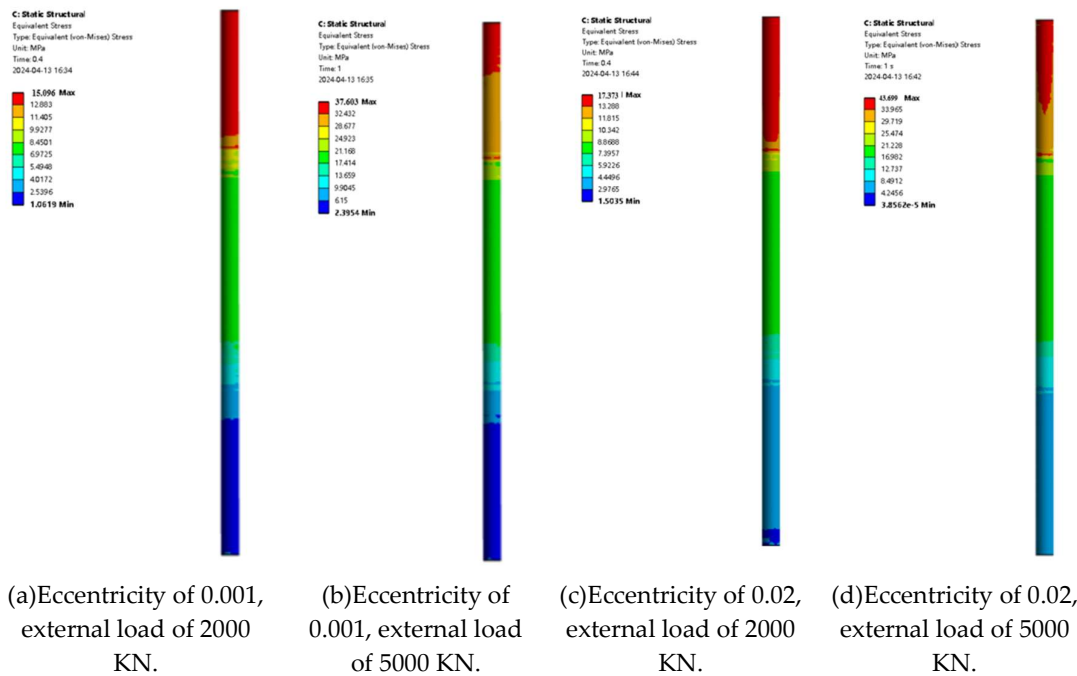 C: Static Structural
Equivalent Stress
Type: Equivalent (von-Mises) Stress
Unit: MPa
Time: 0.4
2024-04-13 16:34
15.096 Max
12.883
11.405
9.9277
8.4501
6.9725
5.4948
4.0172
2.5396
1.0619 Min
C: Static Structural
Equivalent Stress
Type: Equivalent (von-Mises) Stress
Unit: MPa
Time: 1
2024-04-13 16:35
37.603 Max
32.432
28.677
24.923
21.168
17.414
13.659
9.9045
6.15
2.3954 Min
C: Static Structural
Equivalent Stress
Type: Equivalent (von-Mises) Stress
Unit: MPa
Time: 0.4
2024-04-13 16:44
17.373 Max
13.288
11.815
10.342
8.8688
7.3957
5.9226
4.4496
2.9765
1.5035 Min
C: Static Structural
Equivalent Stress
Type: Equivalent (von-Mises) Stress
Unit: MPa
Time: 1 s
2024-04-13 16:42
43.699 Max
33.965
29.719
25.474
21.228
16.982
12.737
8.4912
4.2456
3.8562e-5 Min
(a)Eccentricity of 0.001,
external load of 2000
KN.
(b)Eccentricity of
0.001, external load
of 5000 KN.
(c)Eccentricity of 0.02,
external load of 2000
KN.
(d)Eccentricity of 0.02,
external load of 5000
KN.